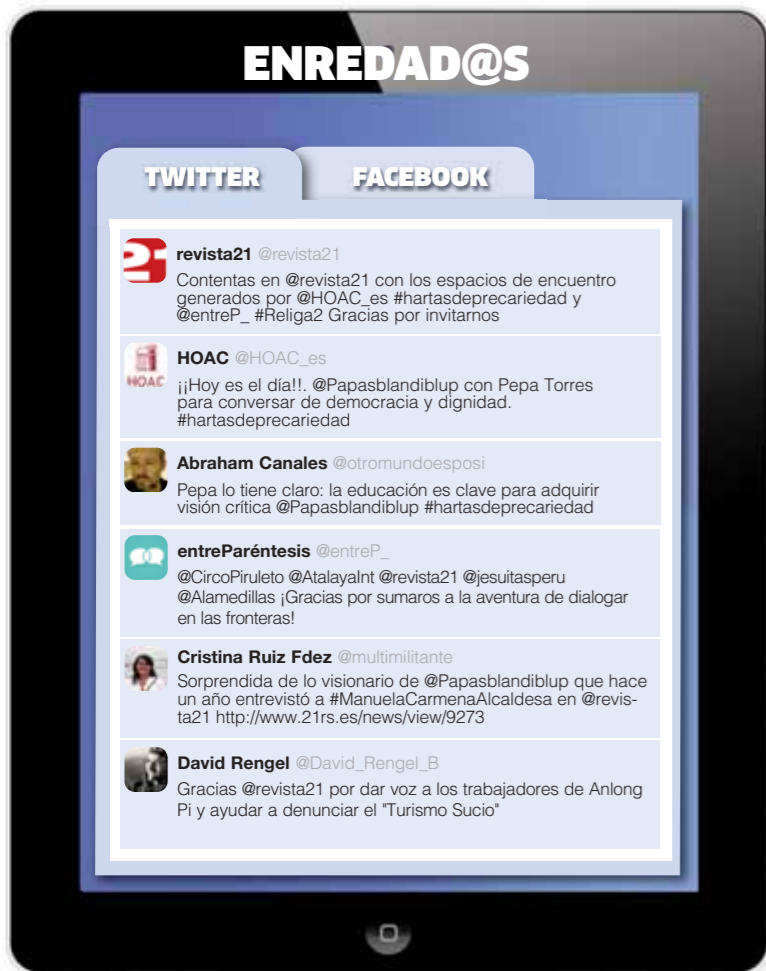 ENREDAD@S
TWITTER
FACEBOOK
21
revista21 @revista21
Contentas en @revista21 con los espacios de encuentro
generados por @HOAC_es #hartasdeprecariedad y
@entreP_ #Religa2 Gracias por invitarnos
HOAC
HOAC @HOAC_es
¡¡Hoy es el día!!. @Papasblandiblup con Pepa Torres
para conversar de democracia y dignidad.
#hartasdeprecariedad
Abraham Canales @otromundoesposi
Pepa lo tiene claro: la educación es clave para adquirir
visión crítica @Papasblandiblup #hartasdeprecariedad
entreParéntesis @entreP_
@CircoPiruleto @AtalayaInt @revista21 @jesuitasperu
@Alamedillas ¡Gracias por sumaros a la aventura de dialogar
en las fronteras!
Cristina Ruiz Fdez @multimilitante
Sorprendida de lo visionario de @Papasblandiblup que hace
un año entrevistó a #ManuelaCarmenaAlcaldesa en @revis-
ta21 http://www.21rs.es/news/view/9273
David Rengel @David_Rengel_B
Gracias @revista21 por dar voz a los trabajadores de Anlong
Pi y ayudar a denunciar el "Turismo Sucio"